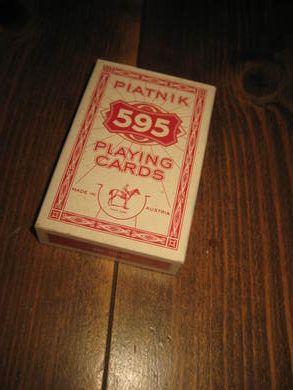 PIATNIK
595
PLAYING
CARDS
MADE IN AUSTRIA